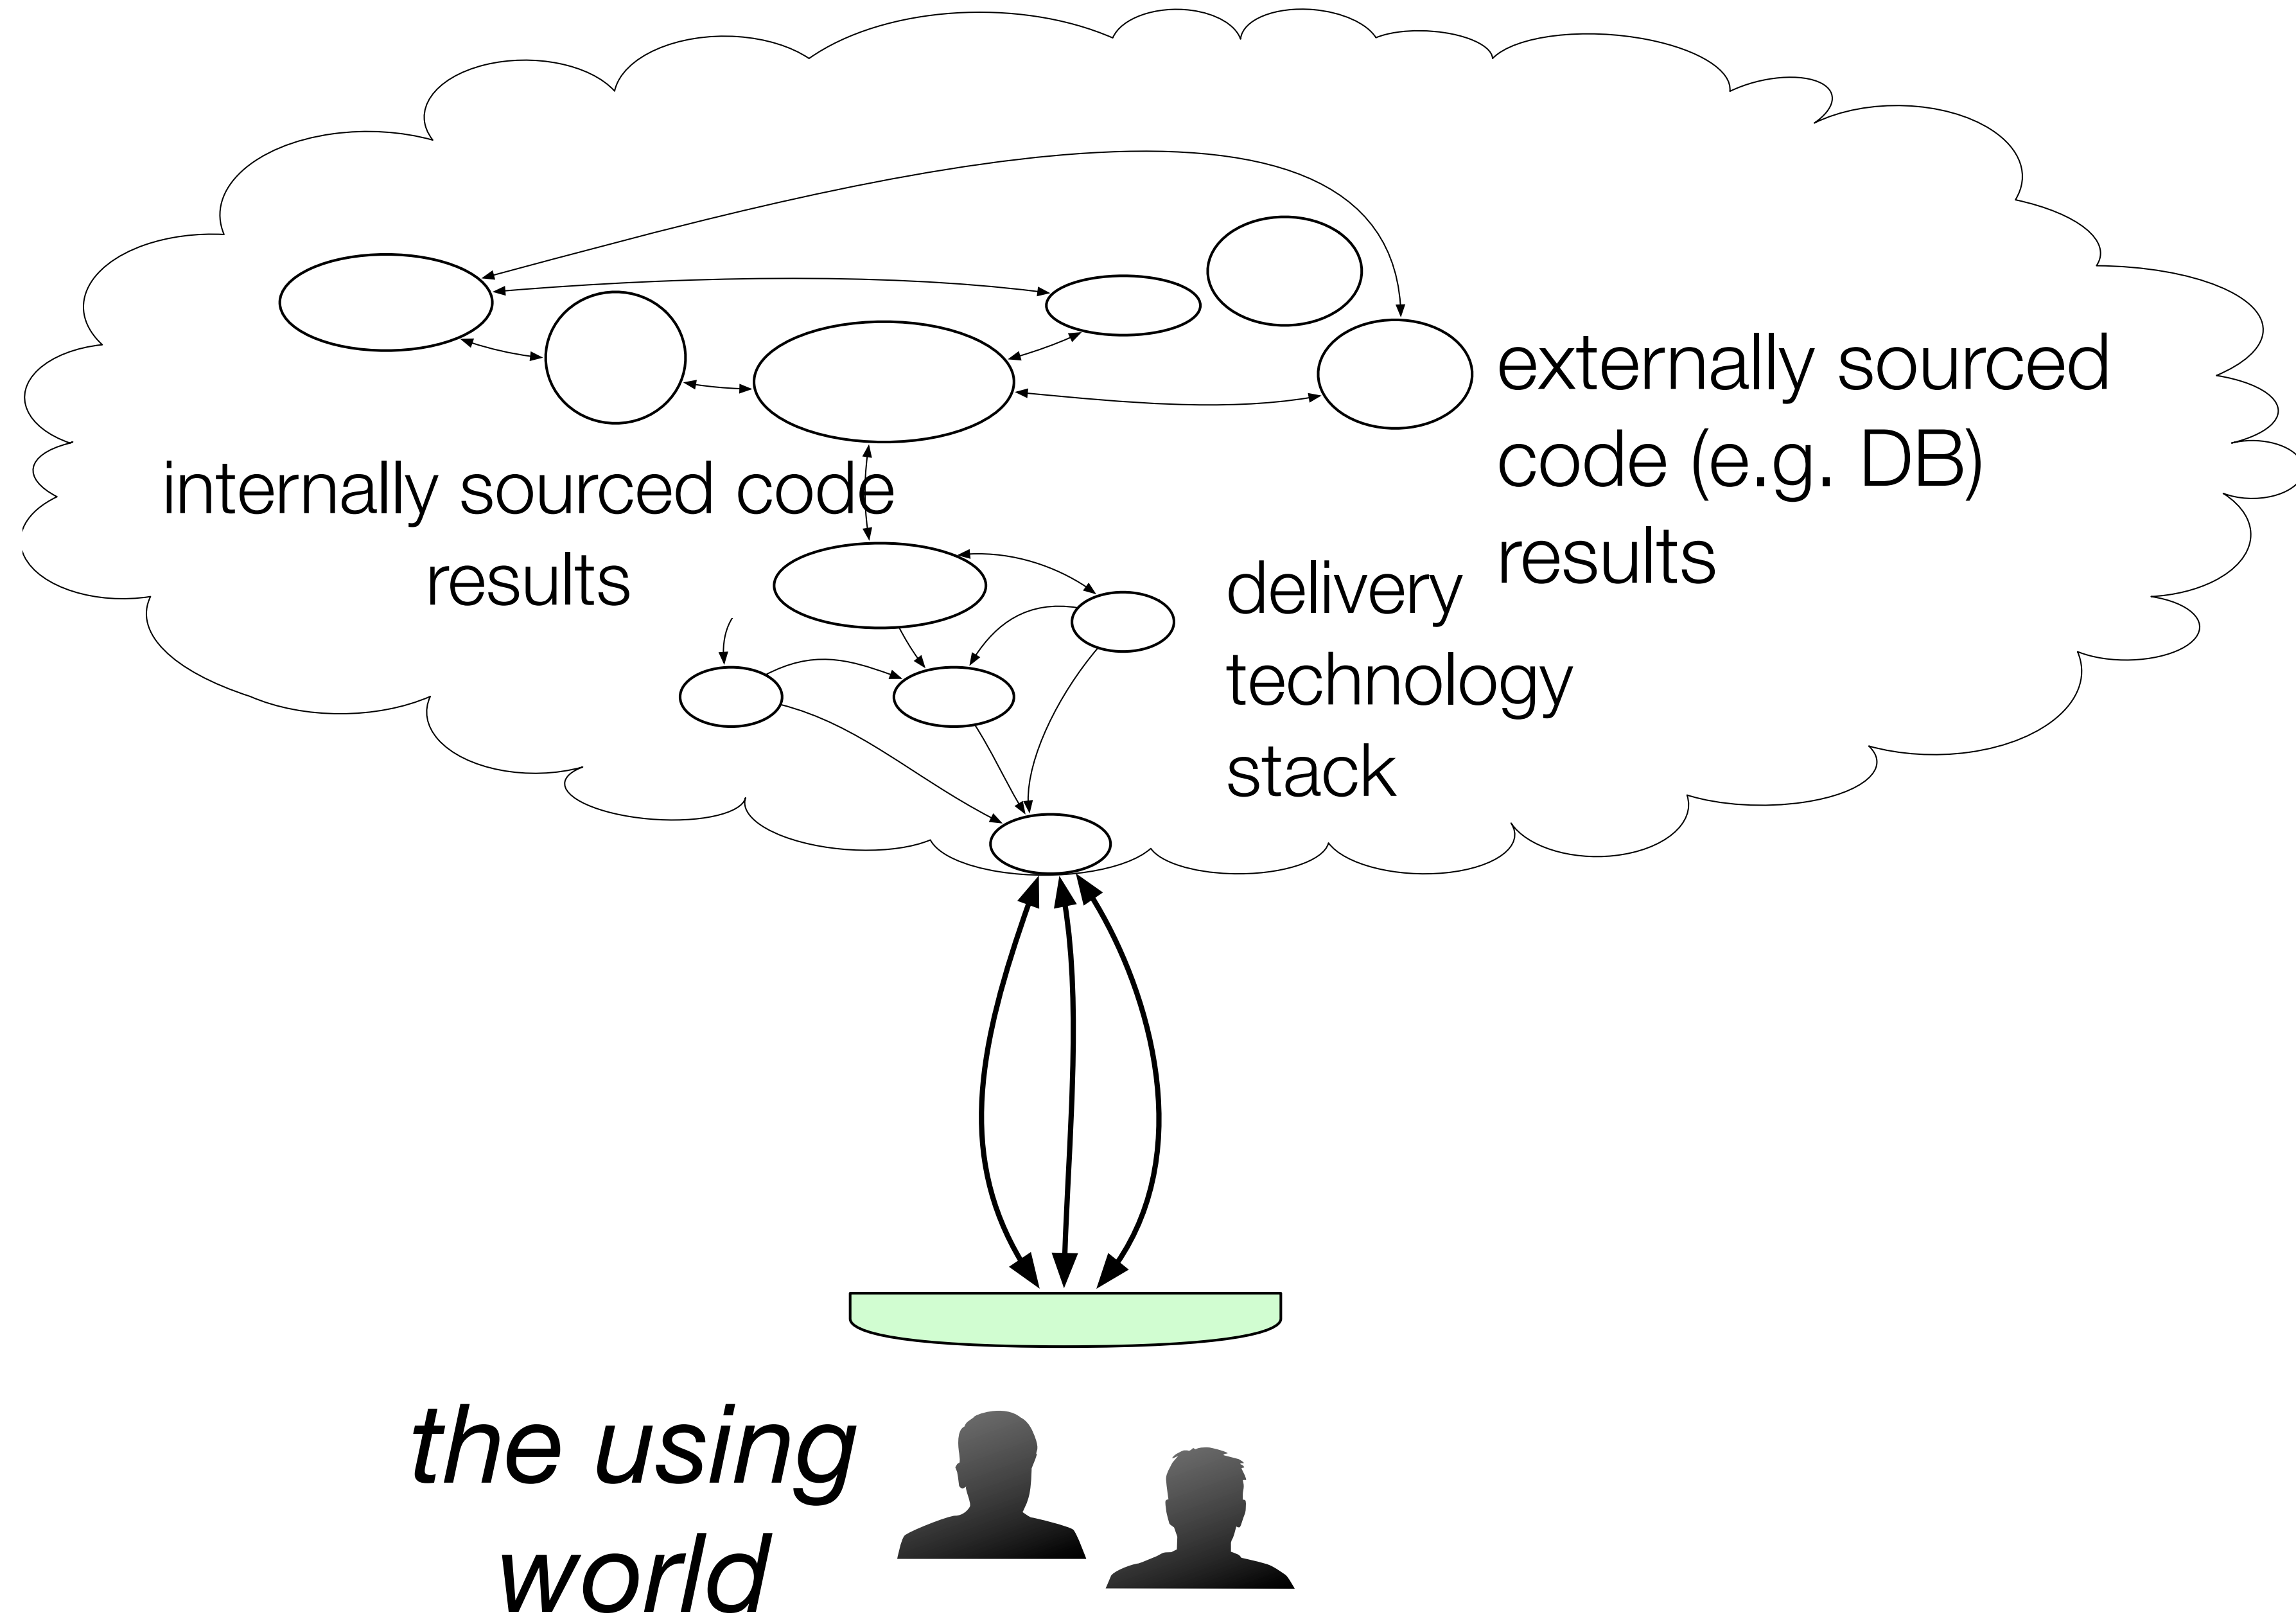 internally sourced code
results
externally sourced
code (e.g. DB)
results
delivery
technology
stack
the using
world